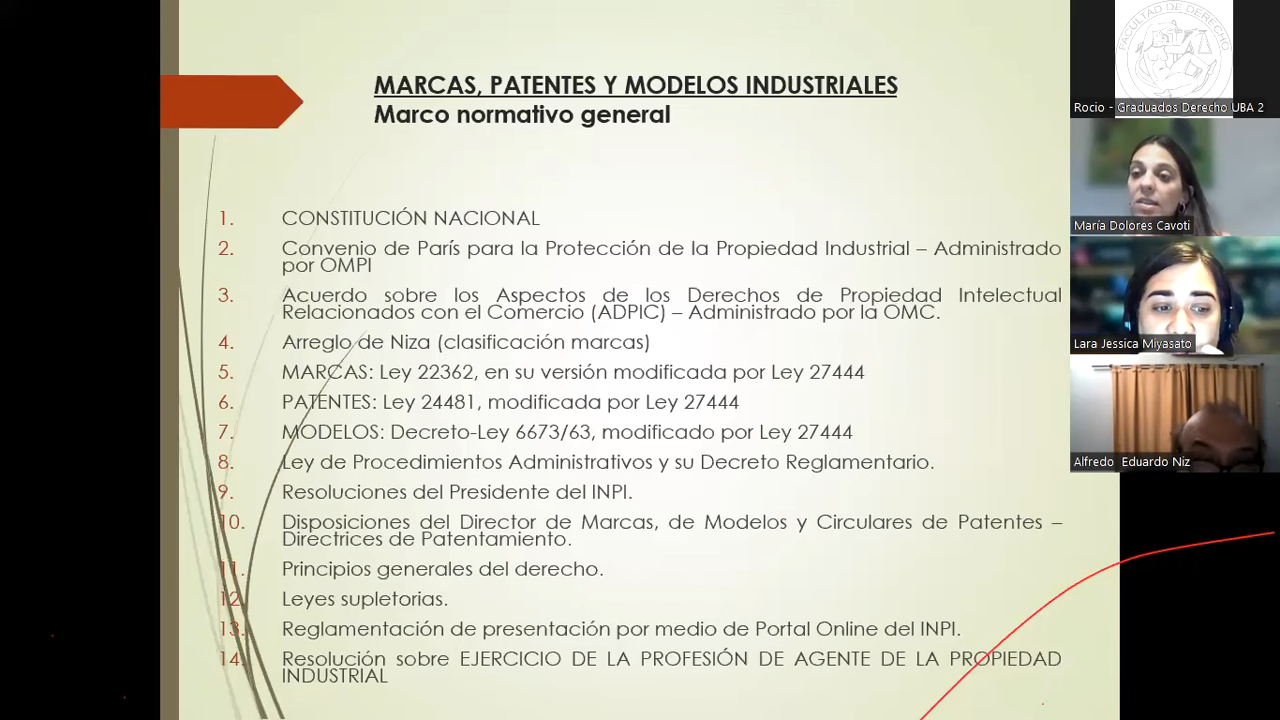 MARCAS, PATENTES Y MODELOS INDUSTRIALES
Marco normativo general
1. CONSTITUCIÓN NACIONAL
2. Convenio de París para la Protección de la Propiedad Industrial – Administrado
por OMPI
3. Acuerdo sobre los Aspectos de los Derechos de Propiedad Intelectual
Relacionados con el Comercio (ADPIC) – Administrado por la OMC.
4. Arreglo de Niza (clasificación marcas)
5. MARCAS: Ley 22362, en su versión modificada por Ley 27444
6. PATENTES: Ley 24481, modificada por Ley 27444
7. MODELOS: Decreto-Ley 6673/63, modificado por Ley 27444
8. Ley de Procedimientos Administrativos y su Decreto Reglamentario.
9. Resoluciones del Presidente del INPI.
10. Disposiciones del Director de Marcas, de Modelos y Circulares de Patentes –
Directrices de Patentamiento.
11. Principios generales del derecho.
12. Leyes supletorias.
13. Reglamentación de presentación por medio de Portal Online del INPI.
14. Resolución sobre EJERCICIO DE LA PROFESIÓN DE AGENTE DE LA PROPIEDAD
INDUSTRIAL
FACULTAD DE DERECHO
Rocio - Graduados Derecho UBA 2
María Dolores Cavoti
Lara Jessica Miyasato
Alfredo Eduardo Niz